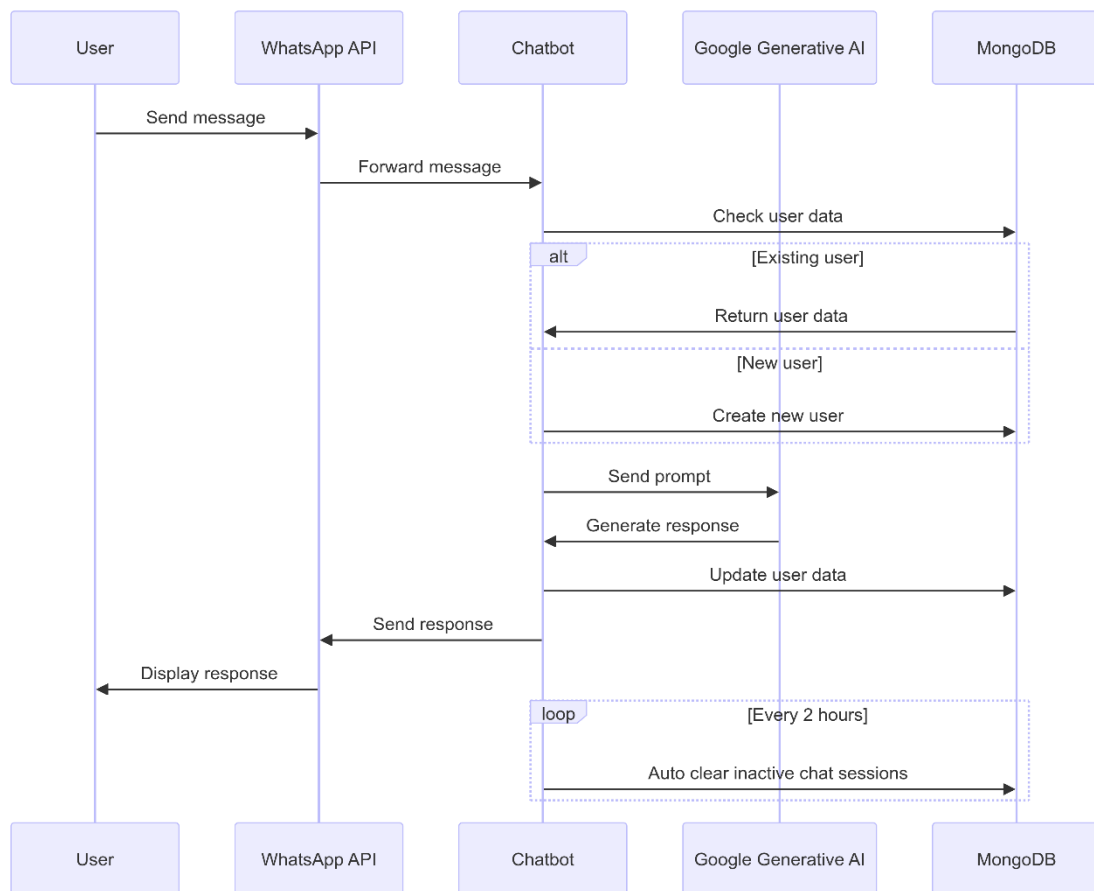 User
WhatsApp API
Chatbot
Google Generative AI
MongoDB
Send message
Forward message
Check user data
alt
[Existing user]
Return user data
[New user]
Create new user
Send prompt
Generate response
Update user data
Send response
Display response
loop
[Every 2 hours]
Auto clear inactive chat sessions
User
WhatsApp API
Chatbot
Google Generative AI
MongoDB